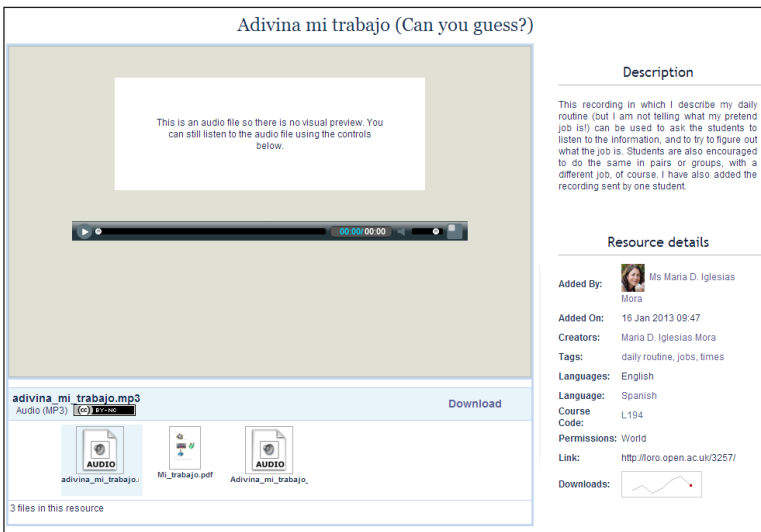 Adivina mi trabajo (Can you guess?)
This is an audio file so there is no visual preview. You
can still listen to the audio file using the controls
below.
00:00/00:00
adivina_mi_trabajo.mp3
Audio (MP3) (cc) BY-NC
Download
AUDIO
adivina_mi_trabajo.
Mi_trabajo.pdf
AUDIO
Adivina_mi_trabajo_
3 files in this resource
Description
This recording in which I describe my daily
routine (but I am not telling what my pretend
job is!) can be used to ask the students to
listen to the information, and to try to figure out
what the job is. Students are also encouraged
to do the same in pairs or groups, with a
different job, of course. I have also added the
recording sent by one student.
Resource details
Added By: Ms Maria D. Iglesias
Mora
Added On: 16 Jan 2013 09:47
Creators: Maria D. Iglesias Mora
Tags: daily routine, jobs, times
Languages: English
Language: Spanish
Course
Code: L194
Permissions: World
Link: http://loro.open.ac.uk/3257/
Downloads: